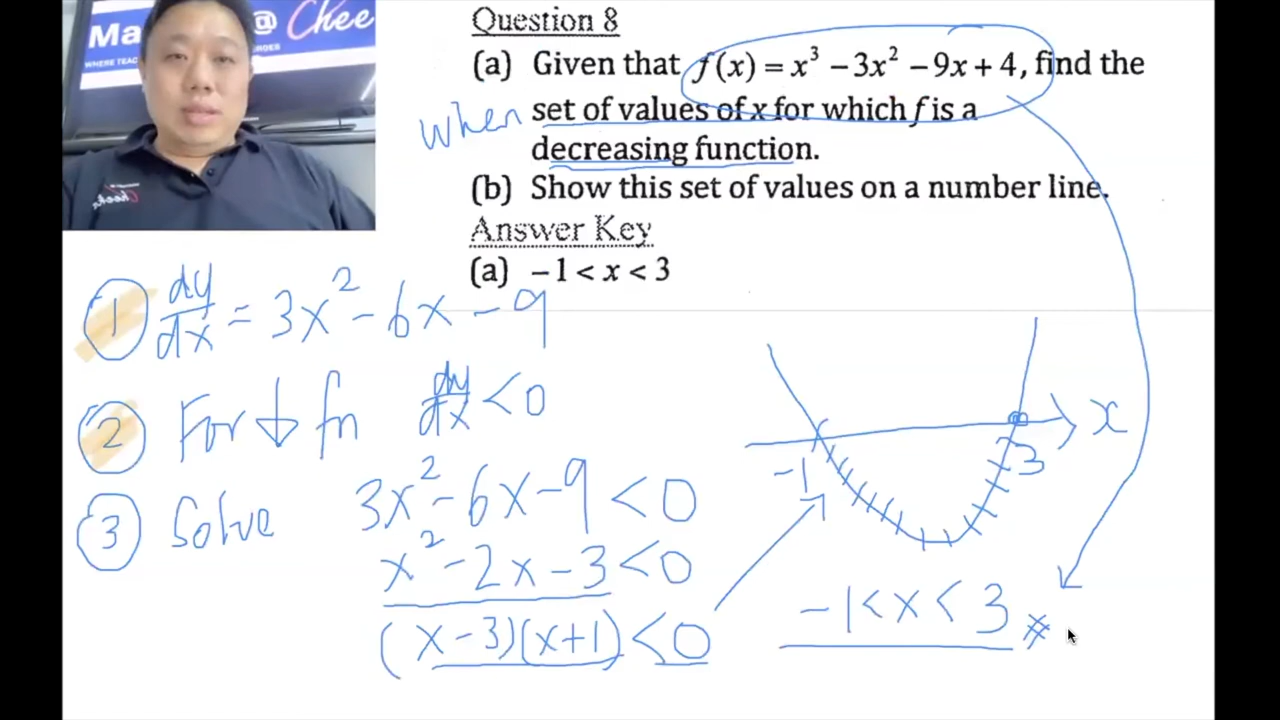 Ma @ Chee
WHERE TEAC
Question 8
(a) Given that f(x) = x³ − 3x² − 9x + 4, find the
when set of values of x for which f is a
decreasing function.
(b) Show this set of values on a number line.
Answer Key
(a) −1 < x < 3
① dy/dx = 3x² − 6x − 9
② For ↓ fn dy/dx < 0
③ Solve 3x² − 6x − 9 < 0
x² − 2x − 3 < 0
(x − 3)(x + 1) < 0
−1 3 x
−1 < x < 3 #